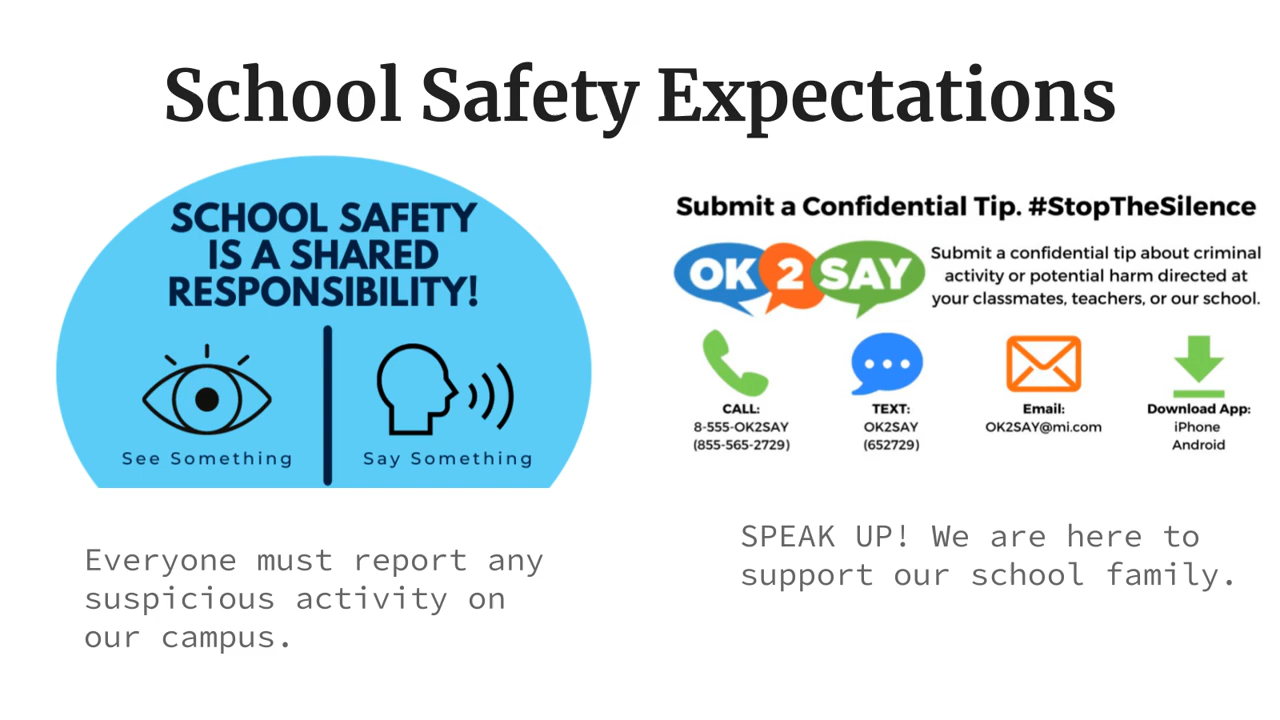 School Safety Expectations
SCHOOL SAFETY
IS A SHARED
RESPONSIBILITY!
See Something
Say Something
Everyone must report any
suspicious activity on
our campus.
Submit a Confidential Tip. #StopTheSilence
OK 2 SAY
Submit a confidential tip about criminal
activity or potential harm directed at
your classmates, teachers, or our school.
CALL:
8-555-OK2SAY
(855-565-2729)
TEXT:
OK2SAY
(652729)
Email:
OK2SAY@mi.com
Download App:
iPhone
Android
SPEAK UP! We are here to
support our school family.